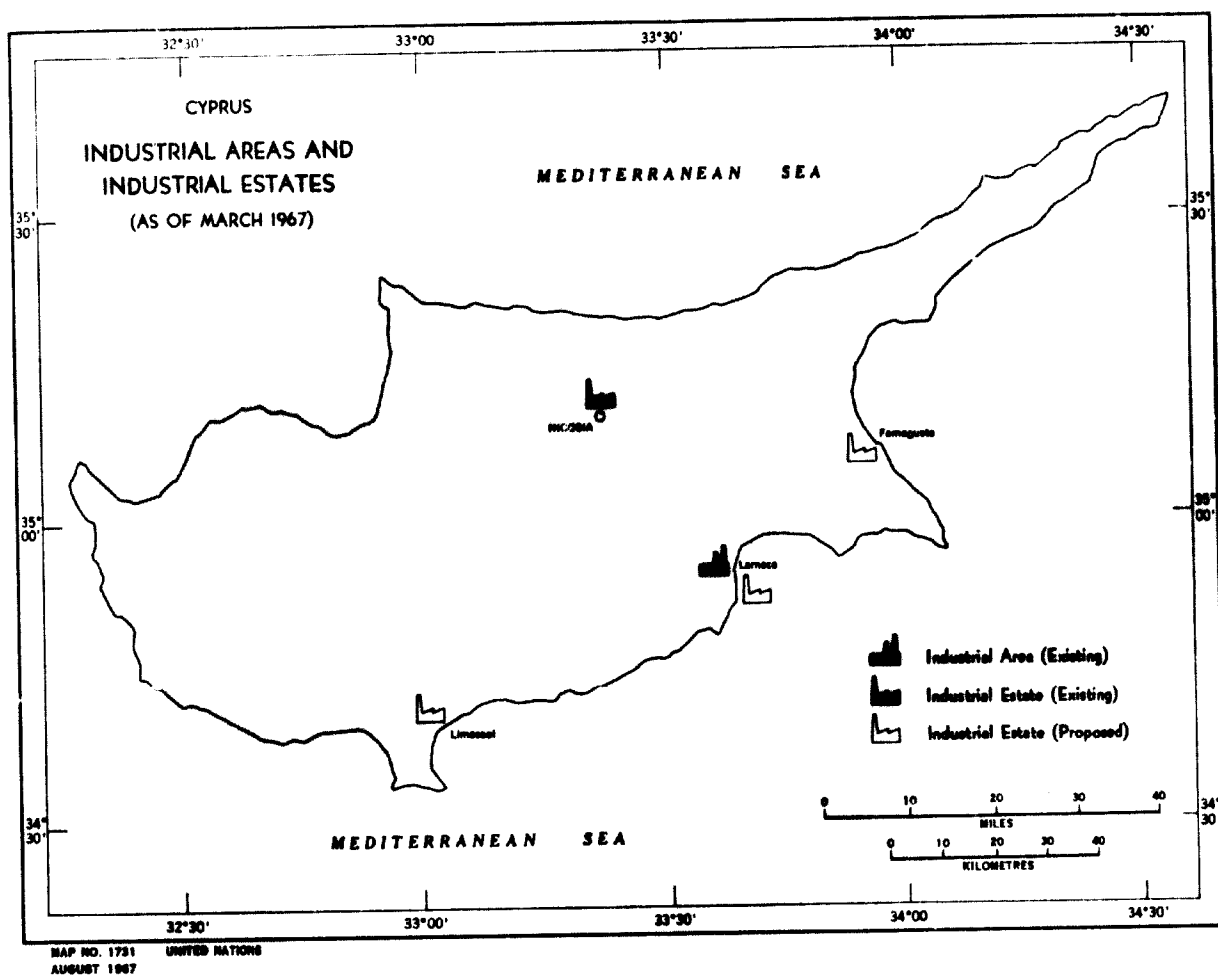 32°30' 33°00 33°30' 34°00' 34°30'
CYPRUS
INDUSTRIAL AREAS AND
INDUSTRIAL ESTATES
(AS OF MARCH 1967)
MEDITERRANEAN SEA
35° 30'
35° 30'
NICOSIA
Famagusta
35° 00'
35° 00'
Larnaca
Industrial Area (Existing)
Industrial Estate (Existing)
Industrial Estate (Proposed)
Limassol
0 10 20 30 40
MILES
0 10 20 30 40
KILOMETRES
34° 30'
34° 30'
MEDITERRANEAN SEA
32°30' 33°00' 33°30' 34°00' 34°30'
MAP NO. 1731 UNITED NATIONS
AUGUST 1967